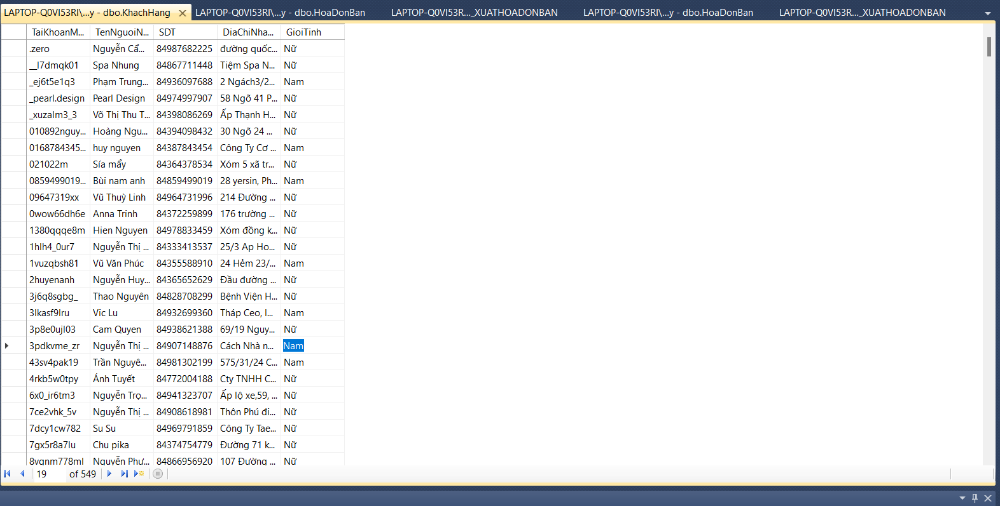 LAPTOP-Q0VI53RI\...y - dbo.KhachHang LAPTOP-Q0VI53RI\...y - dbo.HoaDonBan LAPTOP-Q0VI53R..._XUATHOADONBAN LAPTOP-Q0VI53RI\...y - dbo.HoaDonBan LAPTOP-Q0VI53R..._XUATHOADONBAN
TaiKhoanM... TenNguoiN... SDT DiaChiNha... GioiTinh
.zero Nguyễn Cẩ... 84987682225 đường quốc... Nữ
__l7dmqk01 Spa Nhung 84867711448 Tiệm Spa N... Nữ
_ej6t5e1q3 Phạm Trung... 84936097688 2 Ngách3/2... Nam
_pearl.design Pearl Design 84974997907 58 Ngõ 41 P... Nữ
_xuzalm3_3 Võ Thị Thu T... 84398086269 Ấp Thạnh H... Nữ
010892nguy... Hoàng Ngu... 84394098432 30 Ngõ 24 ... Nữ
0168784345... huy nguyen 84387843454 Công Ty Cơ ... Nam
021022m Sía mẩy 84364378534 Xóm 5 xã tr... Nữ
0859499019... Bùi nam anh 84859499019 28 yersin, Ph... Nam
09647319xx Vũ Thuỳ Linh 84964731996 214 Đường ... Nữ
0wow66dh6e Anna Trinh 84372259899 176 trường ... Nữ
1380qqqe8m Hien Nguyen 84978833459 Xóm đồng k... Nữ
1hlh4_0ur7 Nguyễn Thị ... 84333413537 25/3 Ap Ho... Nữ
1vuzqbsh81 Vũ Văn Phúc 84355588910 24 Hẻm 23/... Nam
2huyenanh Nguyễn Huy... 84365652629 Đầu đường ... Nữ
3j6q8sgbg_ Thao Nguyên 84828708299 Bệnh Viện H... Nữ
3lkasf9lru Vic Lu 84932699360 Tháp Ceo, l... Nam
3p8e0ujl03 Cam Quyen 84938621388 69/19 Nguy... Nữ
3pdkvme_zr Nguyễn Thị ... 84907148876 Cách Nhà n... Nam
43sv4pak19 Trần Nguyê... 84981302199 575/31/24 C... Nam
4rkb5w0tpy Ánh Tuyết 84772004188 Cty TNHH C... Nữ
6x0_ir6tm3 Nguyễn Trọ... 84941323707 Ấp lộ xe,59, ... Nữ
7ce2vhk_5v Nguyễn Thị ... 84908618981 Thôn Phú đi... Nữ
7dcy1cw782 Su Su 84969791859 Công Ty Tae... Nữ
7gx5r8a7lu Chu pika 84374754779 Đường 71 k... Nữ
8vgnm778ml Nguyễn Phư... 84866956920 107 Đường ... Nữ
19 of 549